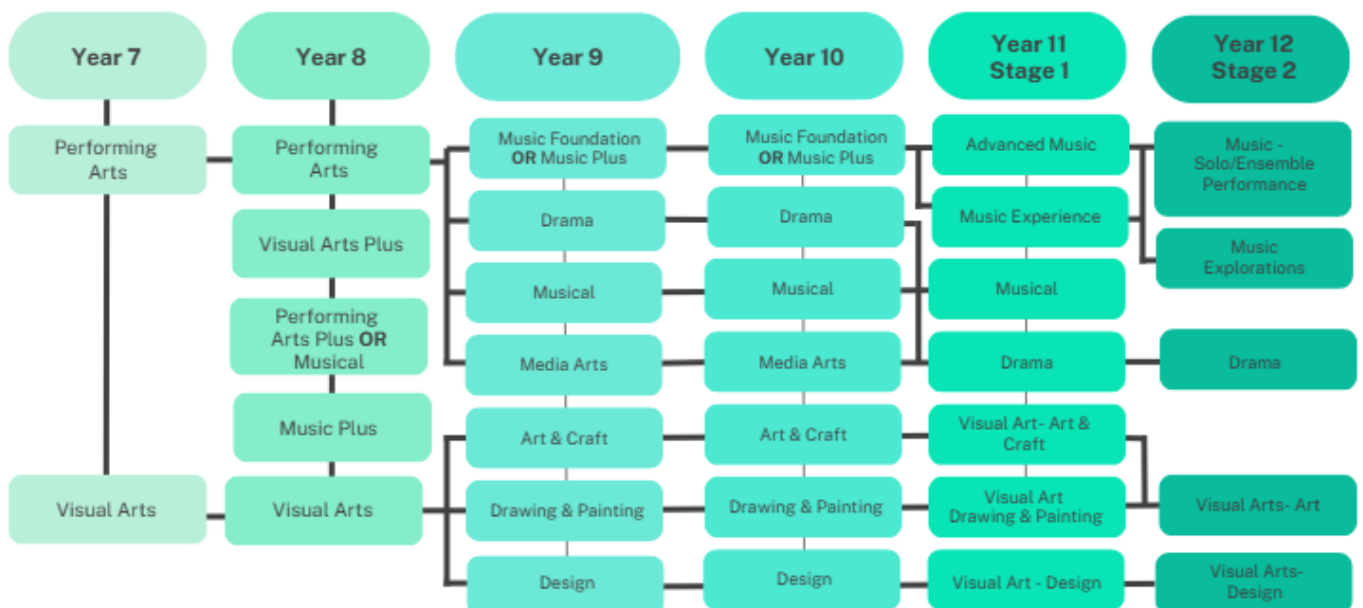 Year 7
Year 8
Year 9
Year 10
Year 11
Stage 1
Year 12
Stage 2
Performing
Arts
Visual Arts
Performing
Arts
Visual Arts Plus
Performing
Arts Plus OR
Musical
Music Plus
Visual Arts
Music Foundation
OR Music Plus
Drama
Musical
Media Arts
Art & Craft
Drawing & Painting
Design
Music Foundation
OR Music Plus
Drama
Musical
Media Arts
Art & Craft
Drawing & Painting
Design
Advanced Music
Music Experience
Musical
Drama
Visual Art- Art &
Craft
Visual Art
Drawing & Painting
Visual Art - Design
Music -
Solo/Ensemble
Performance
Music
Explorations
Drama
Visual Arts- Art
Visual Arts-
Design